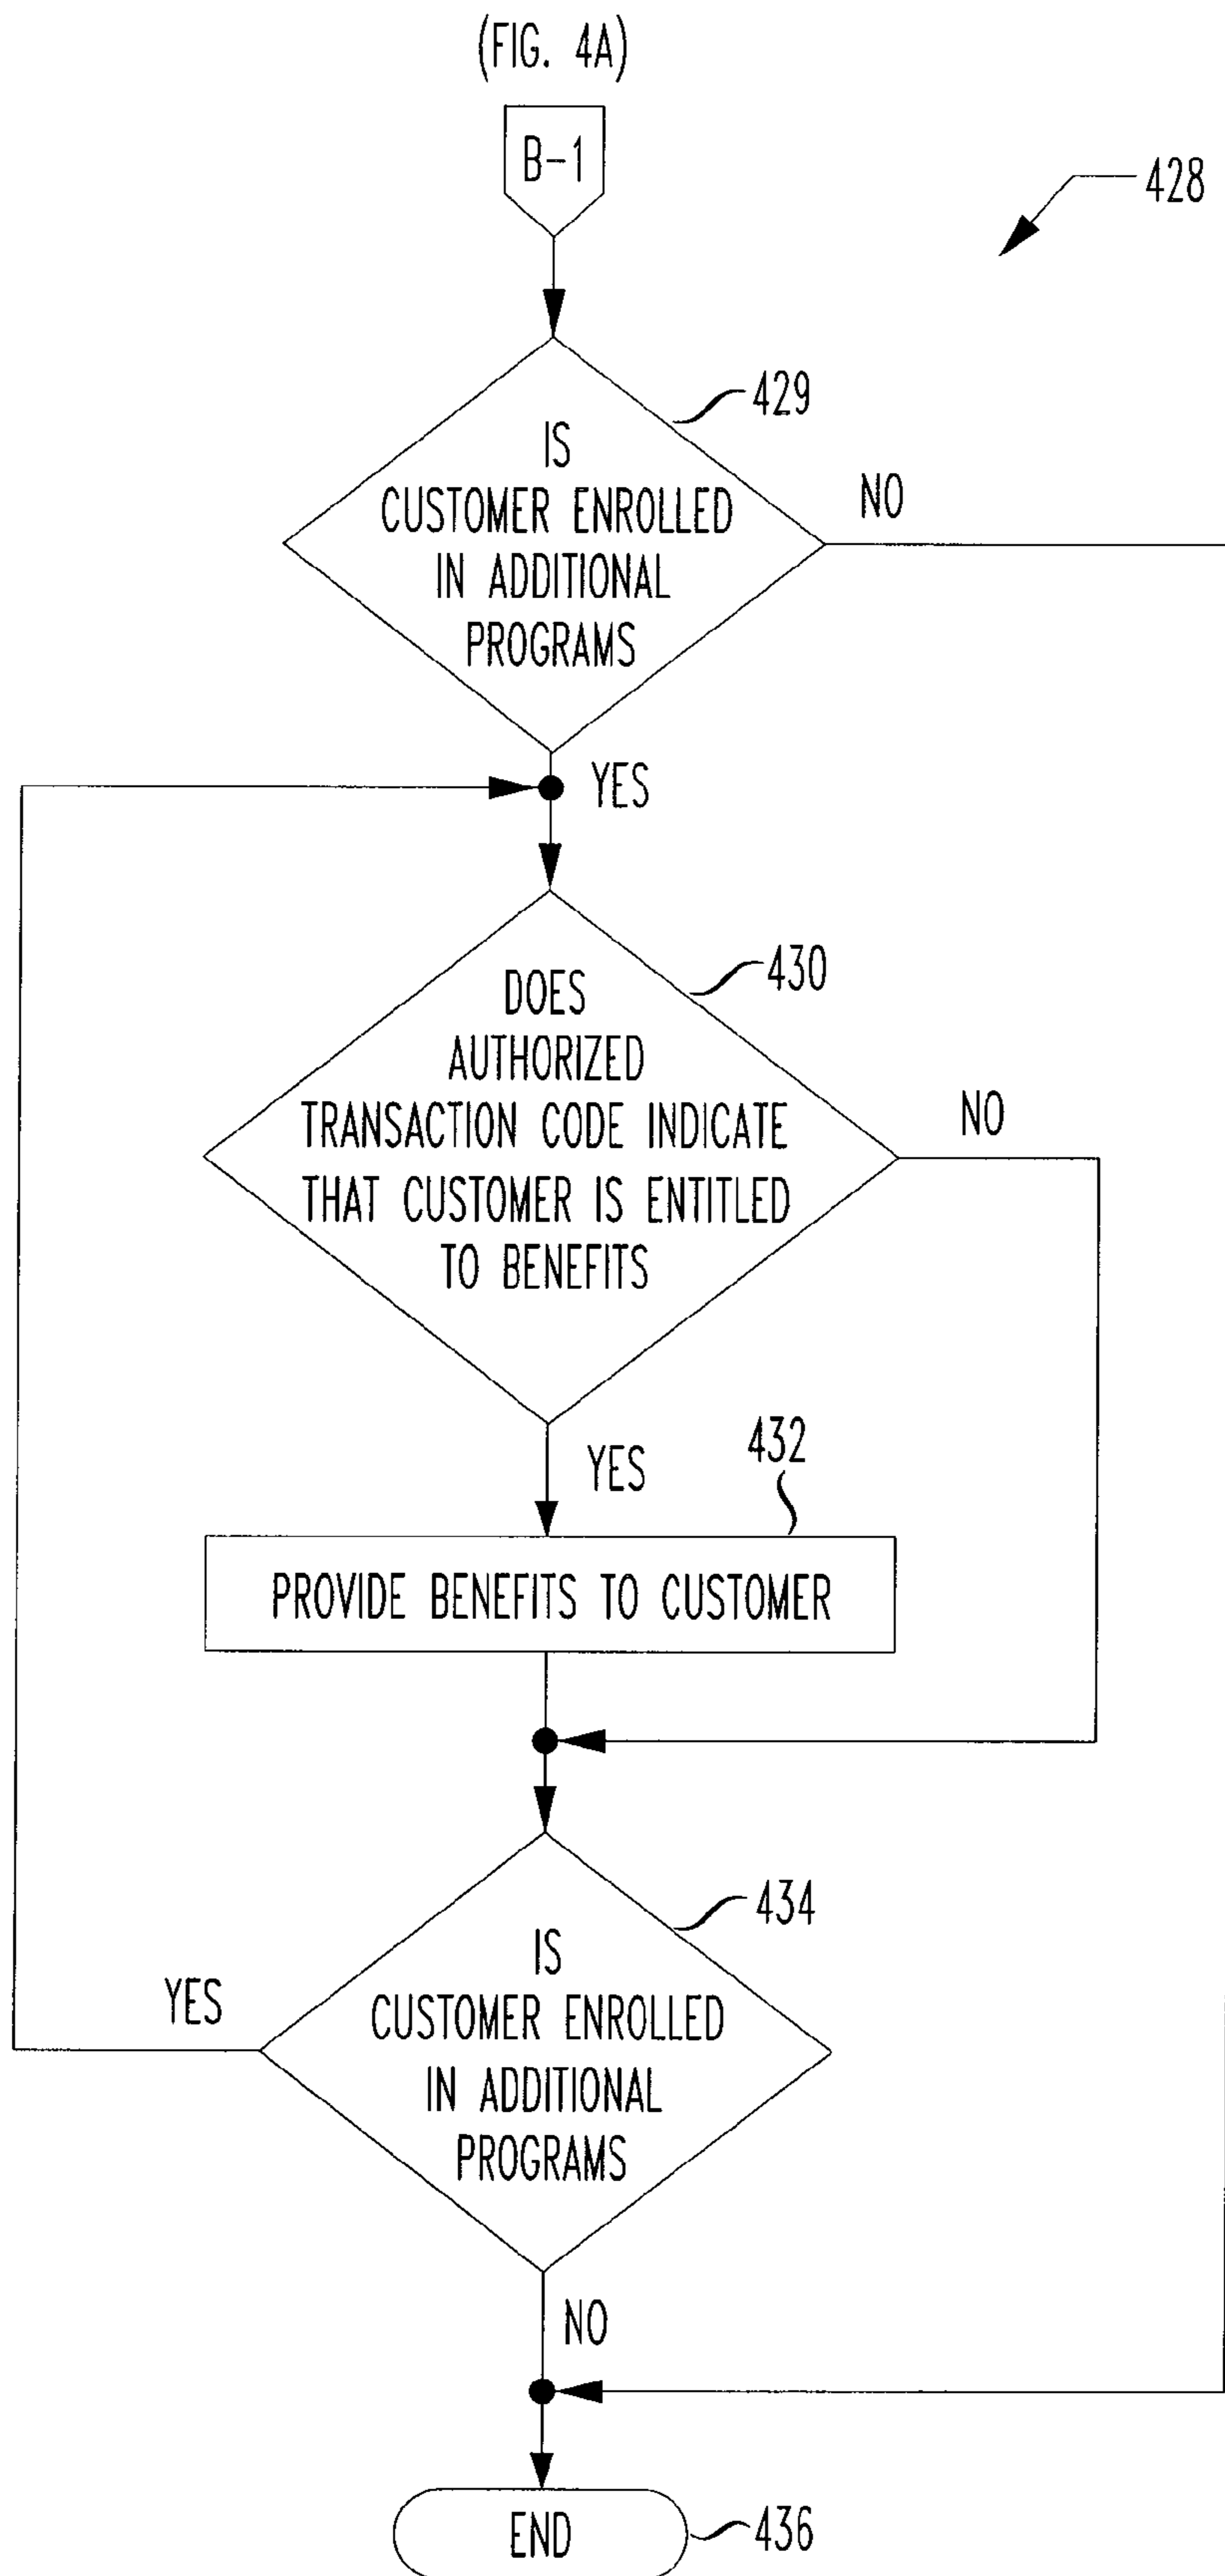 (FIG. 4A)
B-1
428
429
IS
CUSTOMER ENROLLED
IN ADDITIONAL
PROGRAMS
NO
YES
430
DOES
AUTHORIZED
TRANSACTION CODE INDICATE
THAT CUSTOMER IS ENTITLED
TO BENEFITS
NO
YES
432
PROVIDE BENEFITS TO CUSTOMER
434
IS
CUSTOMER ENROLLED
IN ADDITIONAL
PROGRAMS
YES
NO
END
436